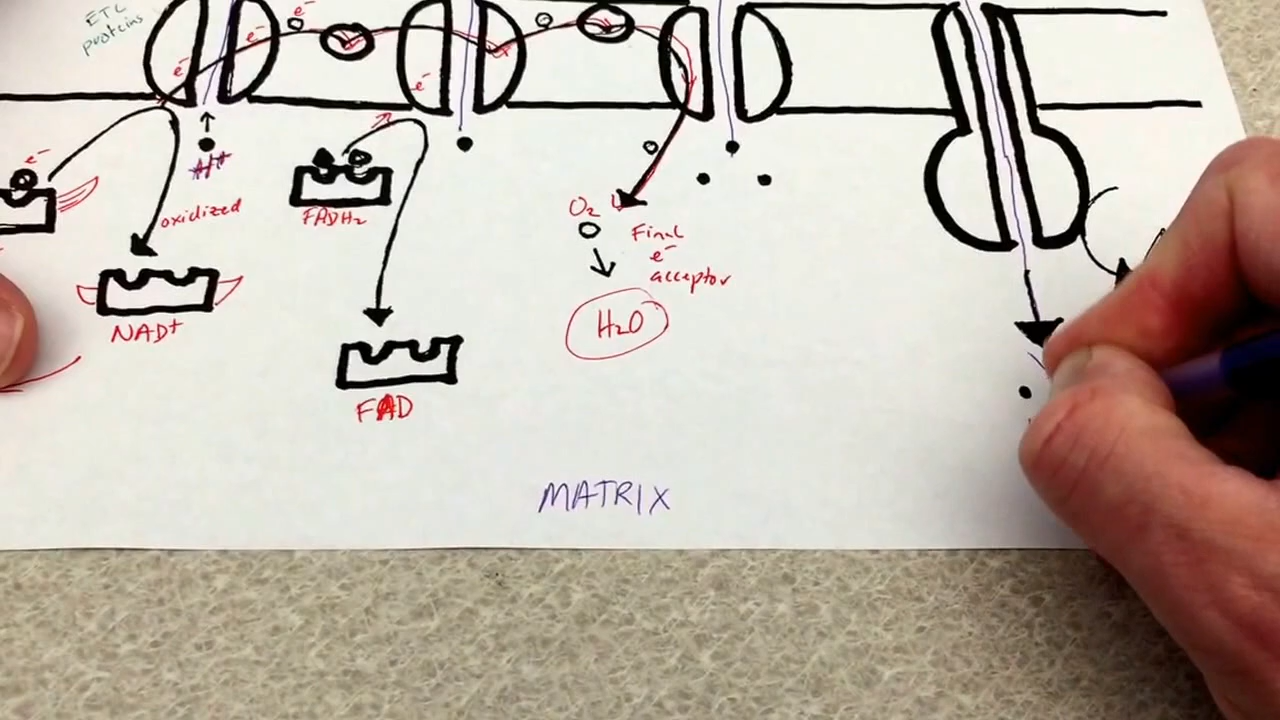 ETC
proteins
e⁻
e⁻
e⁻
e⁻
e⁻
H+
oxidized
NAD+
FADH₂
FAD
O₂
Final
e⁻
acceptor
H₂O
MATRIX